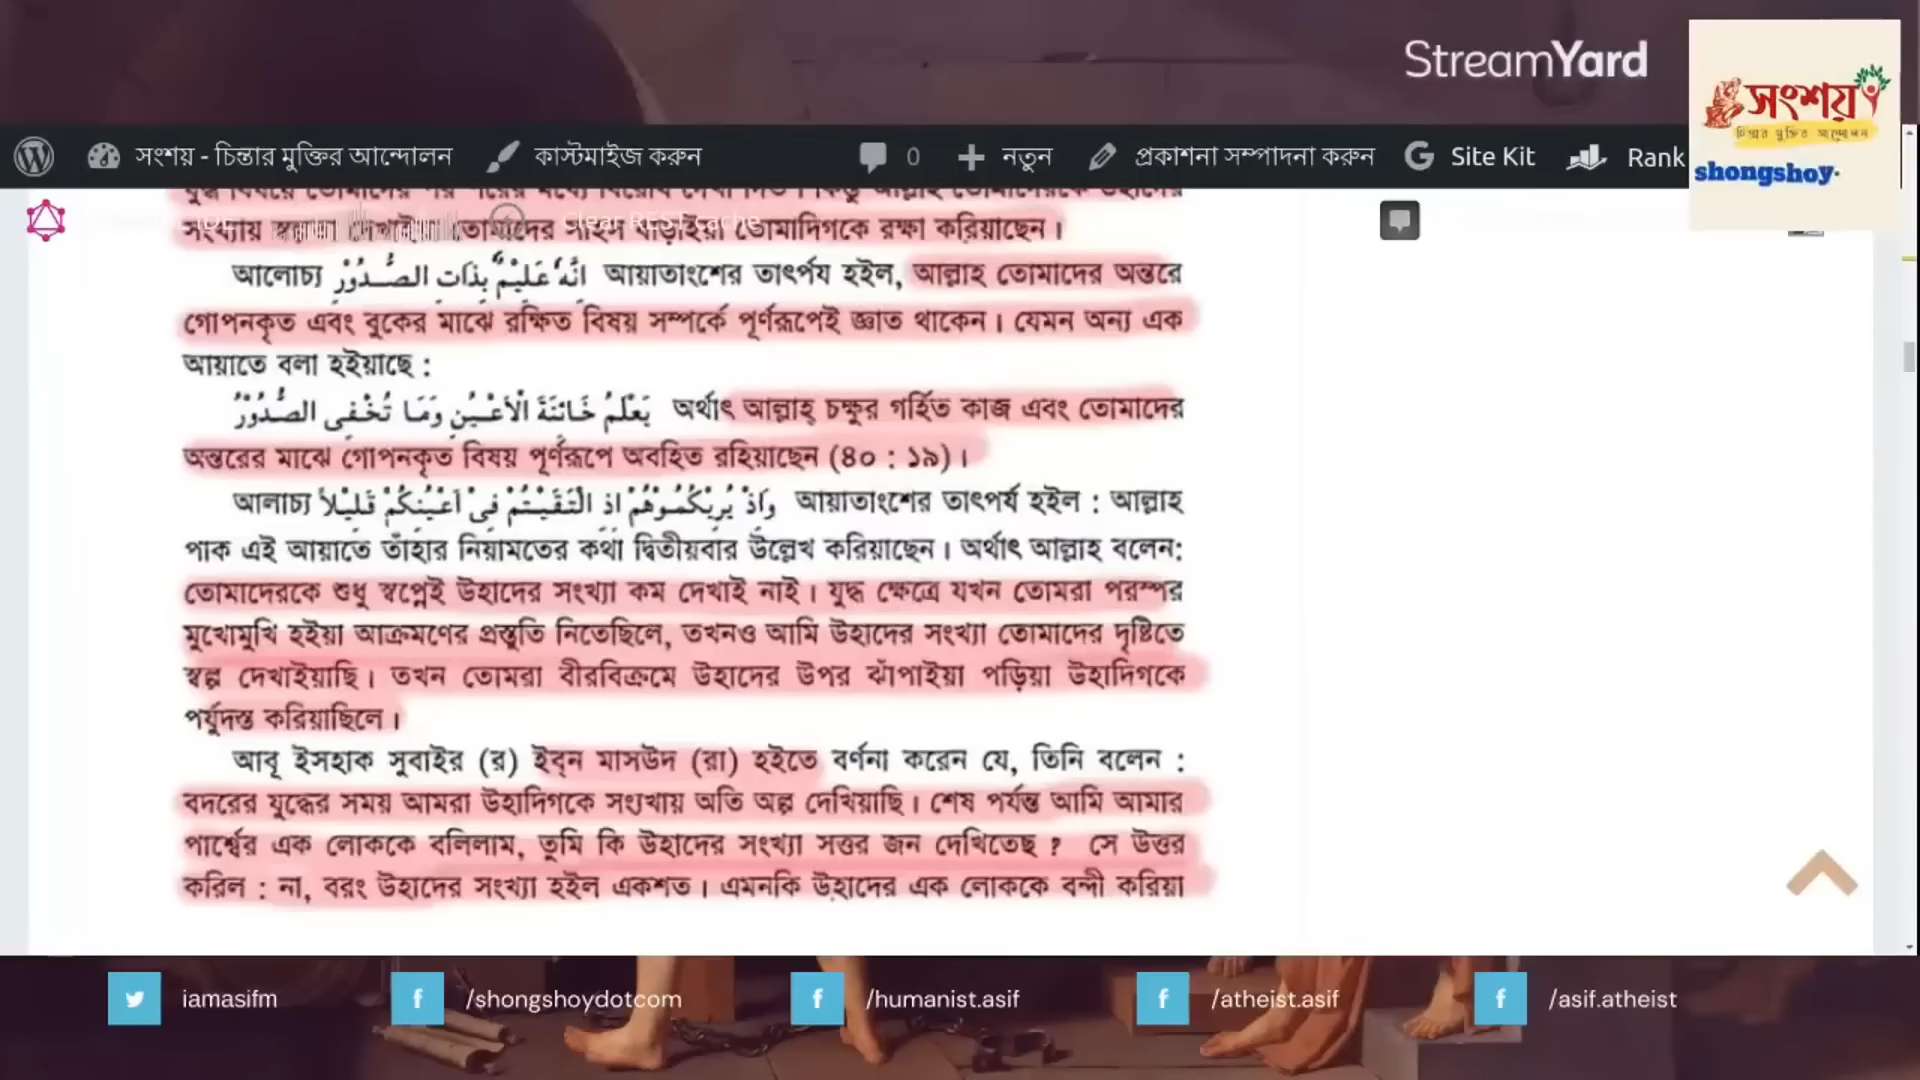 StreamYard
সংশয়
চিন্তার মুক্তির আন্দোলন
shongshoy.
সংশয় - চিন্তার মুক্তির আন্দোলন কাস্টমাইজ করুন 0 নতুন প্রকাশনা সম্পাদনা করুন Site Kit Rank
Clear REST cache
সংখ্যায় তোমাদের সাহস বাড়াইয়া তোমাদিগকে রক্ষা করিয়াছেন।
আলোচ্য اِنَّهُ عَلِيْمٌ بِذَاتِ الصُّدُوْرِ আয়াতাংশের তাৎর্পয হইল, আল্লাহ তোমাদের অন্তরে
গোপনকৃত এবং বুকের মাঝে রক্ষিত বিষয় সম্পর্কে পূর্ণরূপেই জ্ঞাত থাকেন। যেমন অন্য এক
আয়াতে বলা হইয়াছে :
يَعْلَمُ خَائِنَةَ الْاَعْيُنِ وَمَا تُخْفِى الصُّدُوْرُ অর্থাৎ আল্লাহ্ চক্ষুর গর্হিত কাজ এবং তোমাদের
অন্তরের মাঝে গোপনকৃত বিষয় পূর্ণরূপে অবহিত রহিয়াছেন (৪০ : ১৯)।
আলাচ্য وَاِذْ يُرِيْكُمُوْهُمْ اِذِ الْتَقَيْتُمْ فِىْ اَعْيُنِكُمْ قَلِيْلاً আয়াতাংশের তাৎপর্য হইল : আল্লাহ
পাক এই আয়াতে তাঁহার নিয়ামতের কথা দ্বিতীয়বার উল্লেখ করিয়াছেন। অর্থাৎ আল্লাহ বলেন:
তোমাদেরকে শুধু স্বপ্নেই উহাদের সংখ্যা কম দেখাই নাই। যুদ্ধ ক্ষেত্রে যখন তোমরা পরস্পর
মুখোমুখি হইয়া আক্রমণের প্রস্তুতি নিতেছিলে, তখনও আমি উহাদের সংখ্যা তোমাদের দৃষ্টিতে
স্বল্প দেখাইয়াছি। তখন তোমরা বীরবিক্রমে উহাদের উপর ঝাঁপাইয়া পড়িয়া উহাদিগকে
পর্যুদস্ত করিয়াছিলে।
আবূ ইসহাক সুবাইর (র) ইব্‌ন মাসউদ (রা) হইতে বর্ণনা করেন যে, তিনি বলেন :
বদরের যুদ্ধের সময় আমরা উহাদিগকে সংখ্যায় অতি অল্প দেখিয়াছি। শেষ পর্যন্ত আমি আমার
পার্শ্বের এক লোককে বলিলাম, তুমি কি উহাদের সংখ্যা সত্তর জন দেখিতেছ? সে উত্তর
করিল : না, বরং উহাদের সংখ্যা হইল একশত। এমনকি উহাদের এক লোককে বন্দী করিয়া
iamasifm /shongshoydotcom /humanist.asif /atheist.asif /asif.atheist